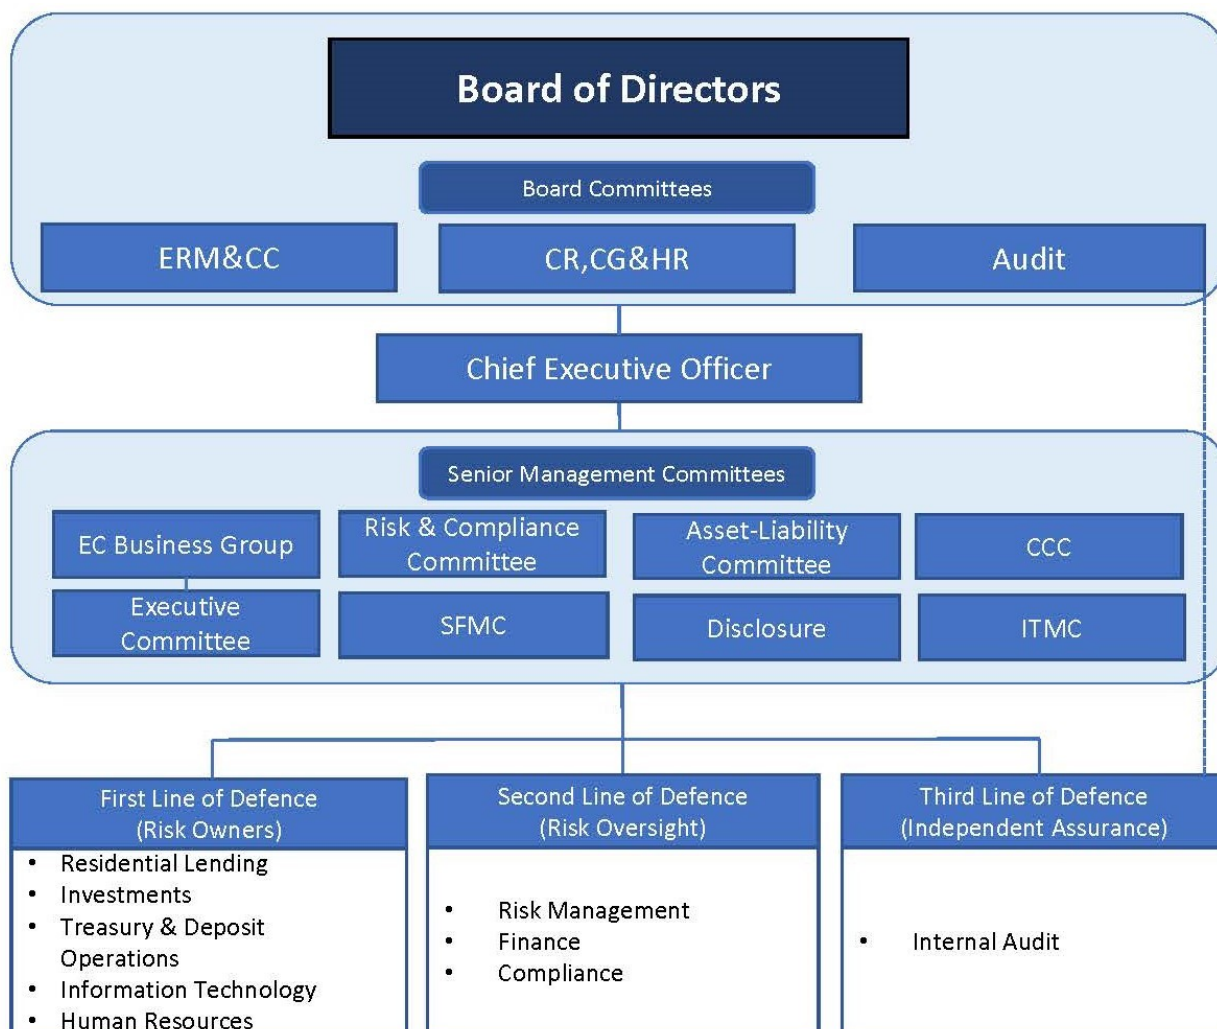 Board of Directors
Board Committees
ERM&CC
CR,CG&HR
Audit
Chief Executive Officer
Senior Management Committees
EC Business Group
Risk & Compliance
Committee
Asset-Liability
Committee
CCC
Executive
Committee
SFMC
Disclosure
ITMC
First Line of Defence
(Risk Owners)
• Residential Lending
• Investments
• Treasury & Deposit
Operations
• Information Technology
• Human Resources
Second Line of Defence
(Risk Oversight)
• Risk Management
• Finance
• Compliance
Third Line of Defence
(Independent Assurance)
• Internal Audit